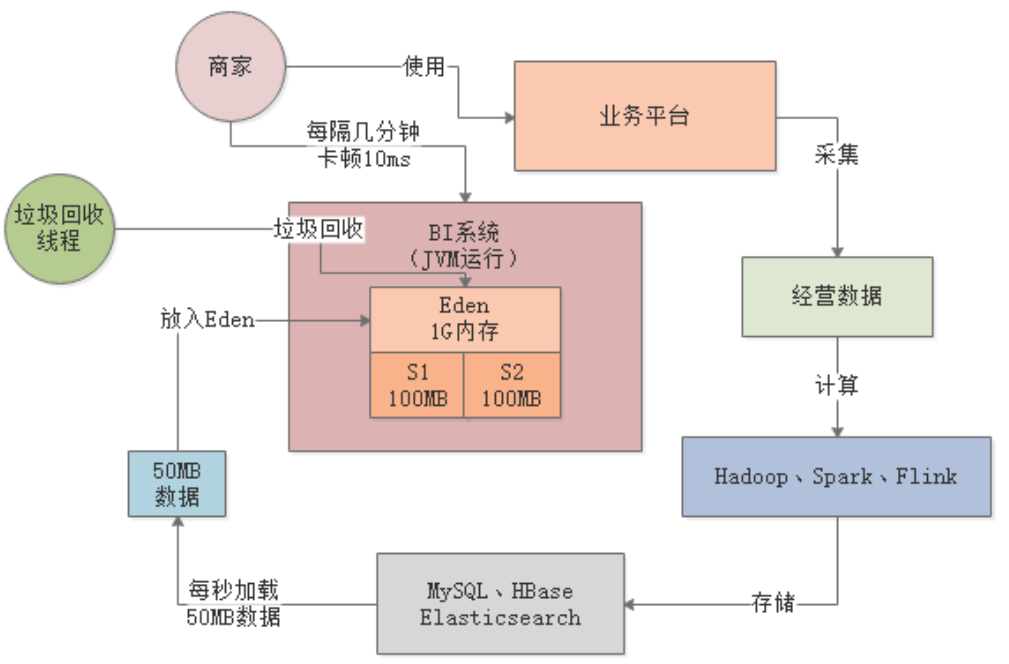 商家
使用
业务平台
每隔几分钟
卡顿10ms
采集
垃圾回收
线程
垃圾回收
BI系统
（JVM运行）
经营数据
Eden
1G内存
放入Eden
S1
100MB
S2
100MB
计算
50MB
数据
Hadoop、Spark、Flink
每秒加载
50MB数据
MySQL、HBase
Elasticsearch
存储